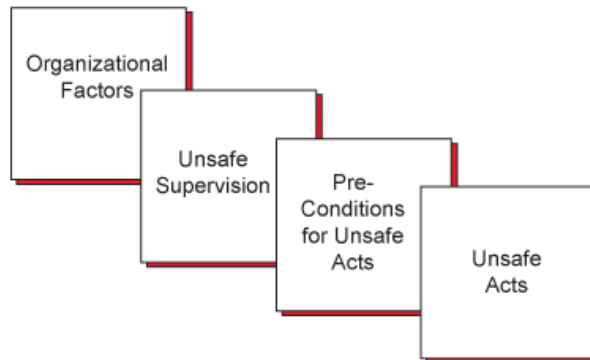 Organizational
Factors
Unsafe
Supervision
Pre-
Conditions
for Unsafe
Acts
Unsafe
Acts